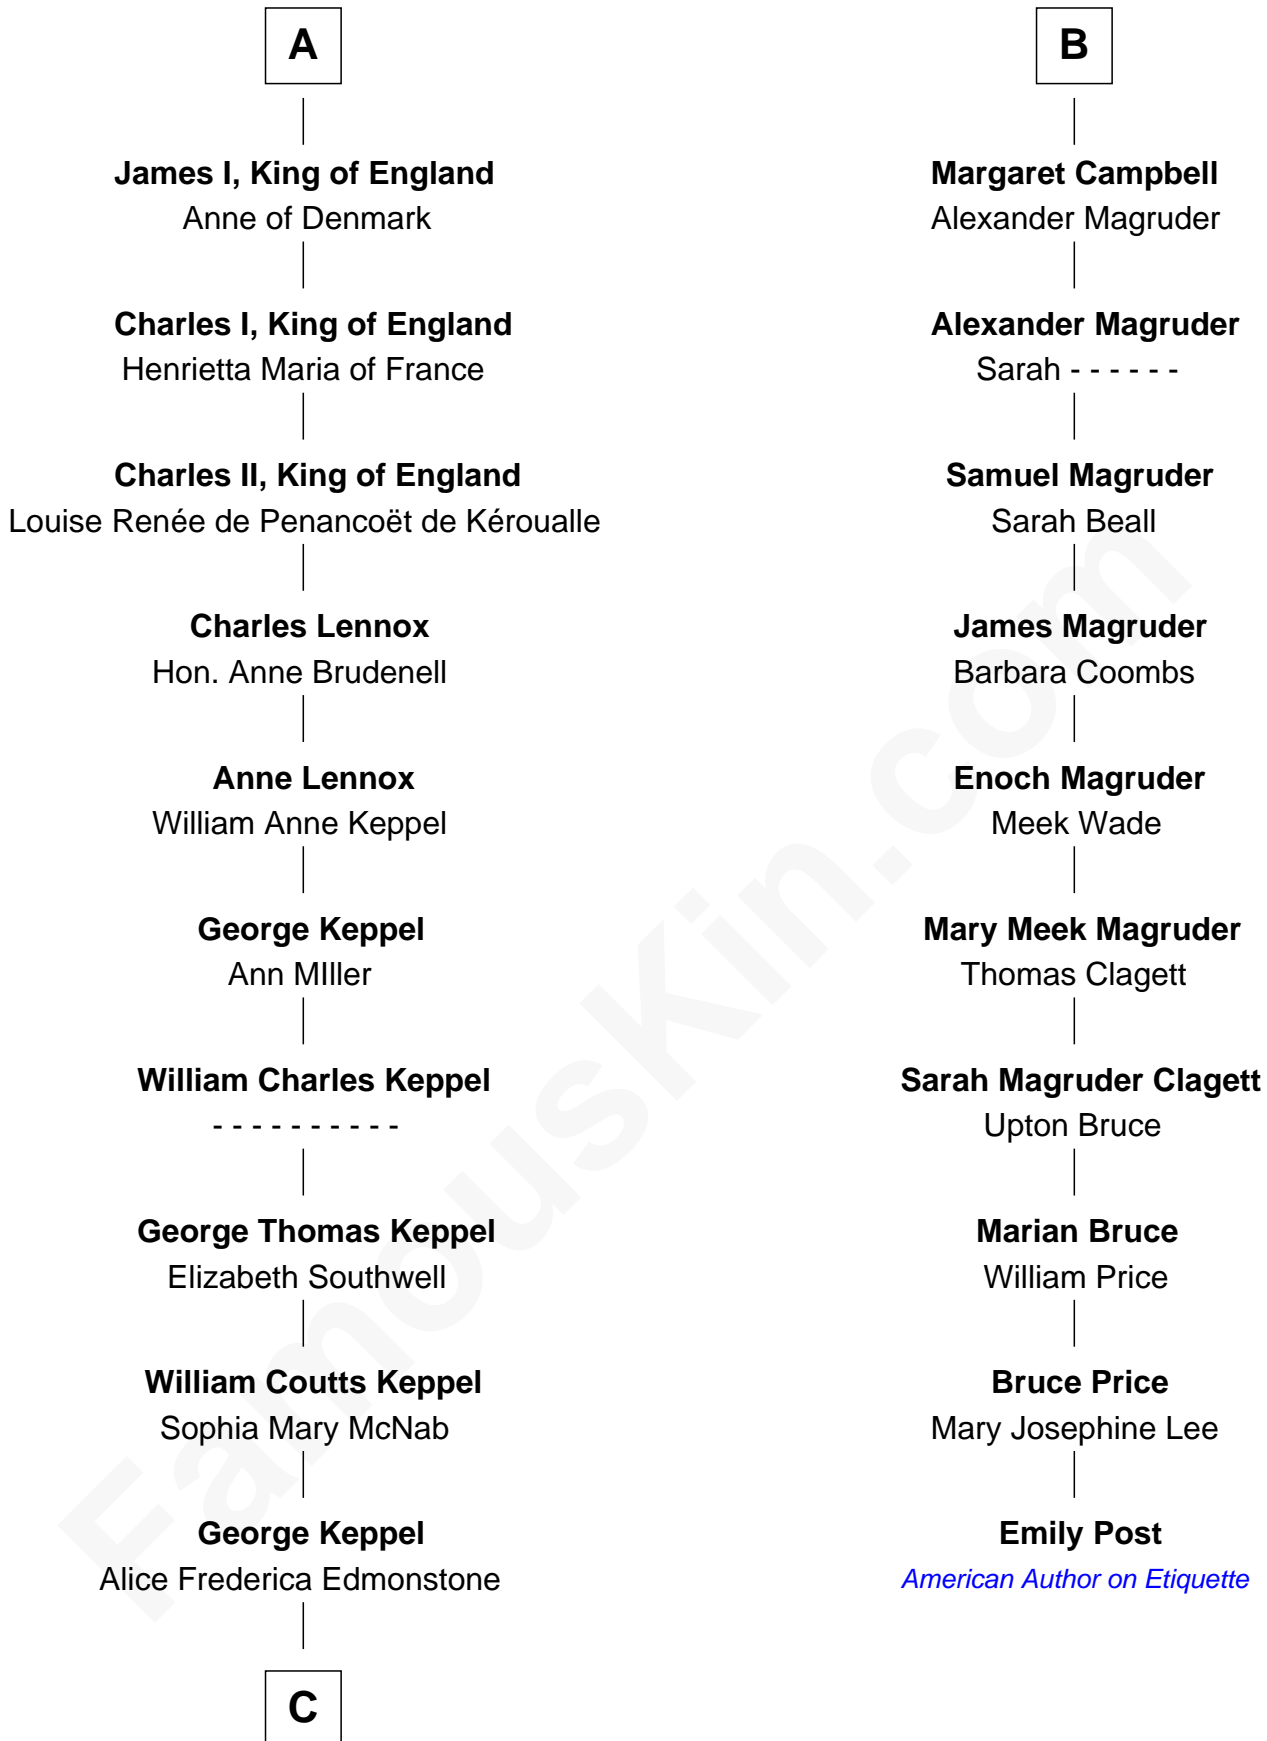 A
James I, King of England
Anne of Denmark
Charles I, King of England
Henrietta Maria of France
Charles II, King of England
Louise Renée de Penancoët de Kéroualle
Charles Lennox
Hon. Anne Brudenell
Anne Lennox
William Anne Keppel
George Keppel
Ann MIller
William Charles Keppel
- - - - - - - - - -
George Thomas Keppel
Elizabeth Southwell
William Coutts Keppel
Sophia Mary McNab
George Keppel
Alice Frederica Edmonstone
C
B
Margaret Campbell
Alexander Magruder
Alexander Magruder
Sarah - - - - - -
Samuel Magruder
Sarah Beall
James Magruder
Barbara Coombs
Enoch Magruder
Meek Wade
Mary Meek Magruder
Thomas Clagett
Sarah Magruder Clagett
Upton Bruce
Marian Bruce
William Price
Bruce Price
Mary Josephine Lee
Emily Post
American Author on Etiquette
FamousKin.com